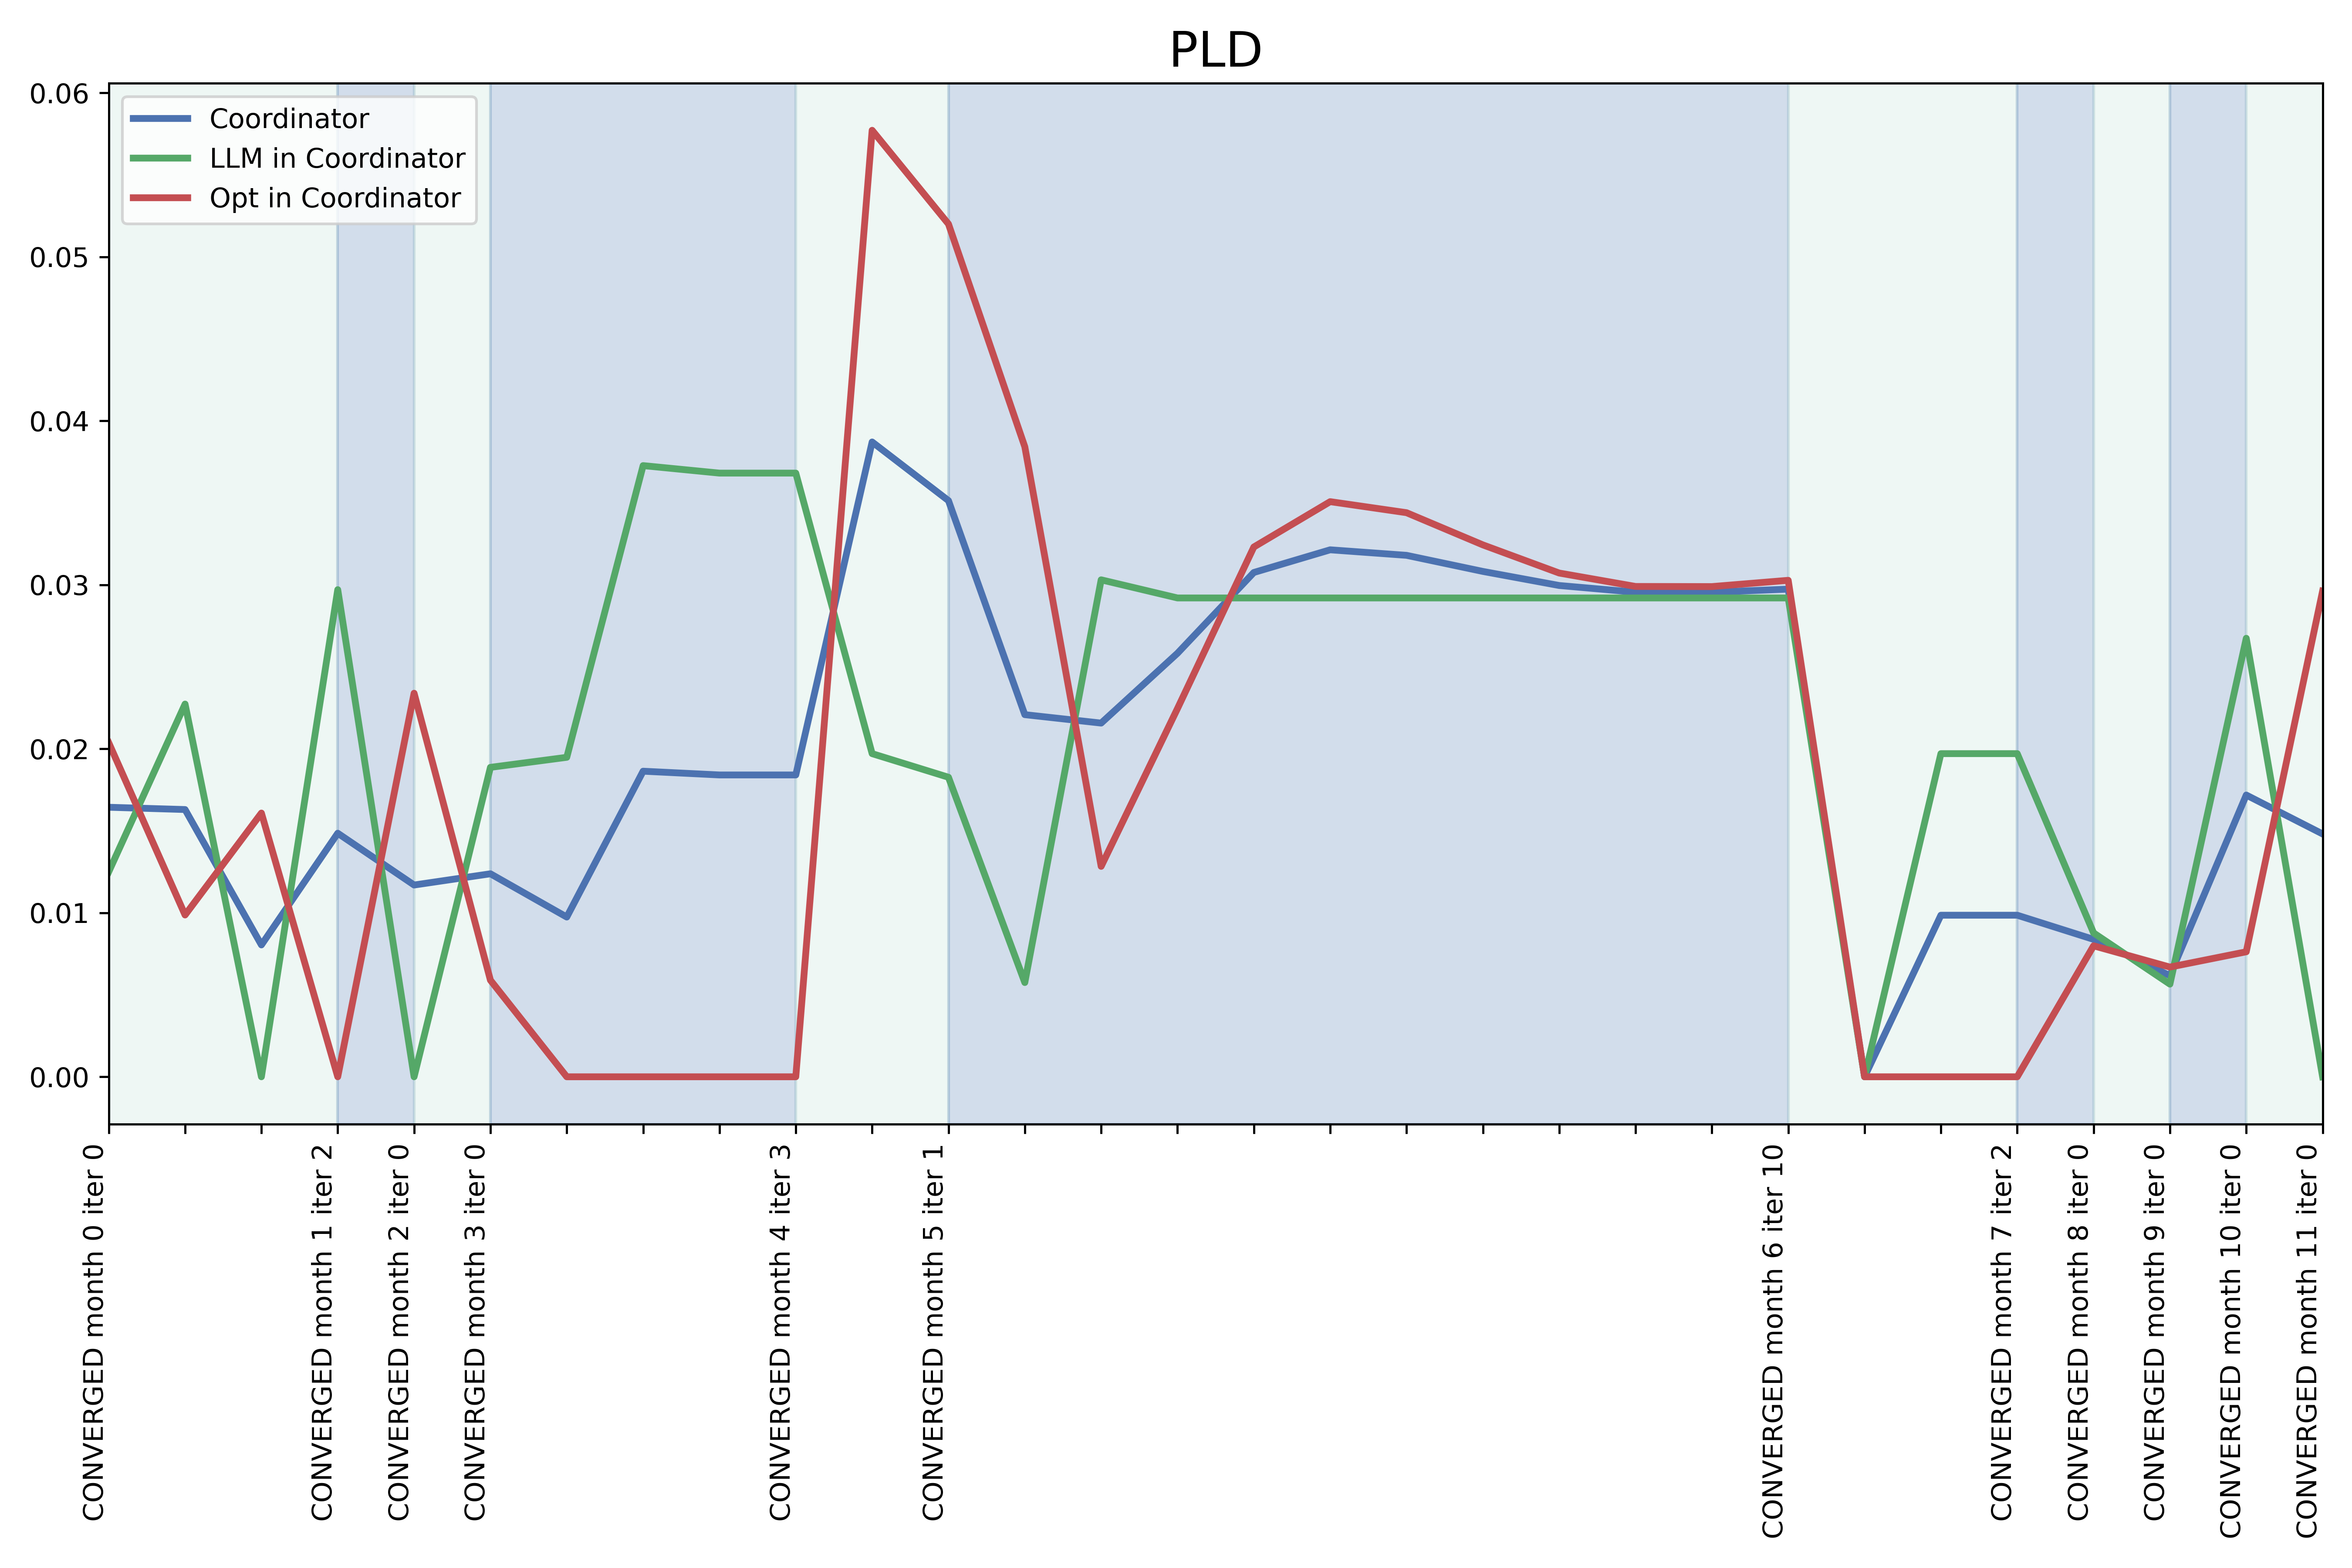 PLD
0.06
0.05
0.04
0.03
0.02
0.01
0.00
Coordinator
LLM in Coordinator
Opt in Coordinator
CONVERGED month 0 iter 0
CONVERGED month 1 iter 2
CONVERGED month 2 iter 0
CONVERGED month 3 iter 0
CONVERGED month 4 iter 3
CONVERGED month 5 iter 1
CONVERGED month 6 iter 10
CONVERGED month 7 iter 2
CONVERGED month 8 iter 0
CONVERGED month 9 iter 0
CONVERGED month 10 iter 0
CONVERGED month 11 iter 0